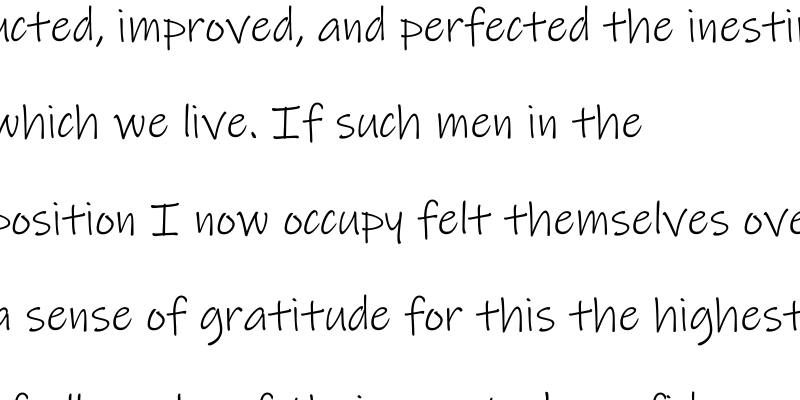 ucted, improved, and perfected the inesti
which we live. If such men in the
position I now occupy felt themselves ove
a sense of gratitude for this the highest